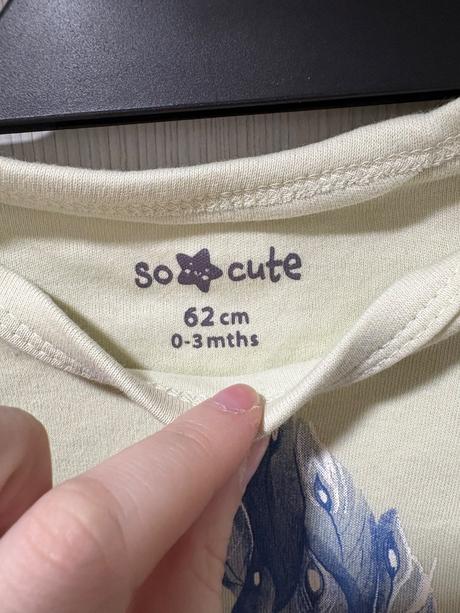 so cute
62 cm
0-3 mths